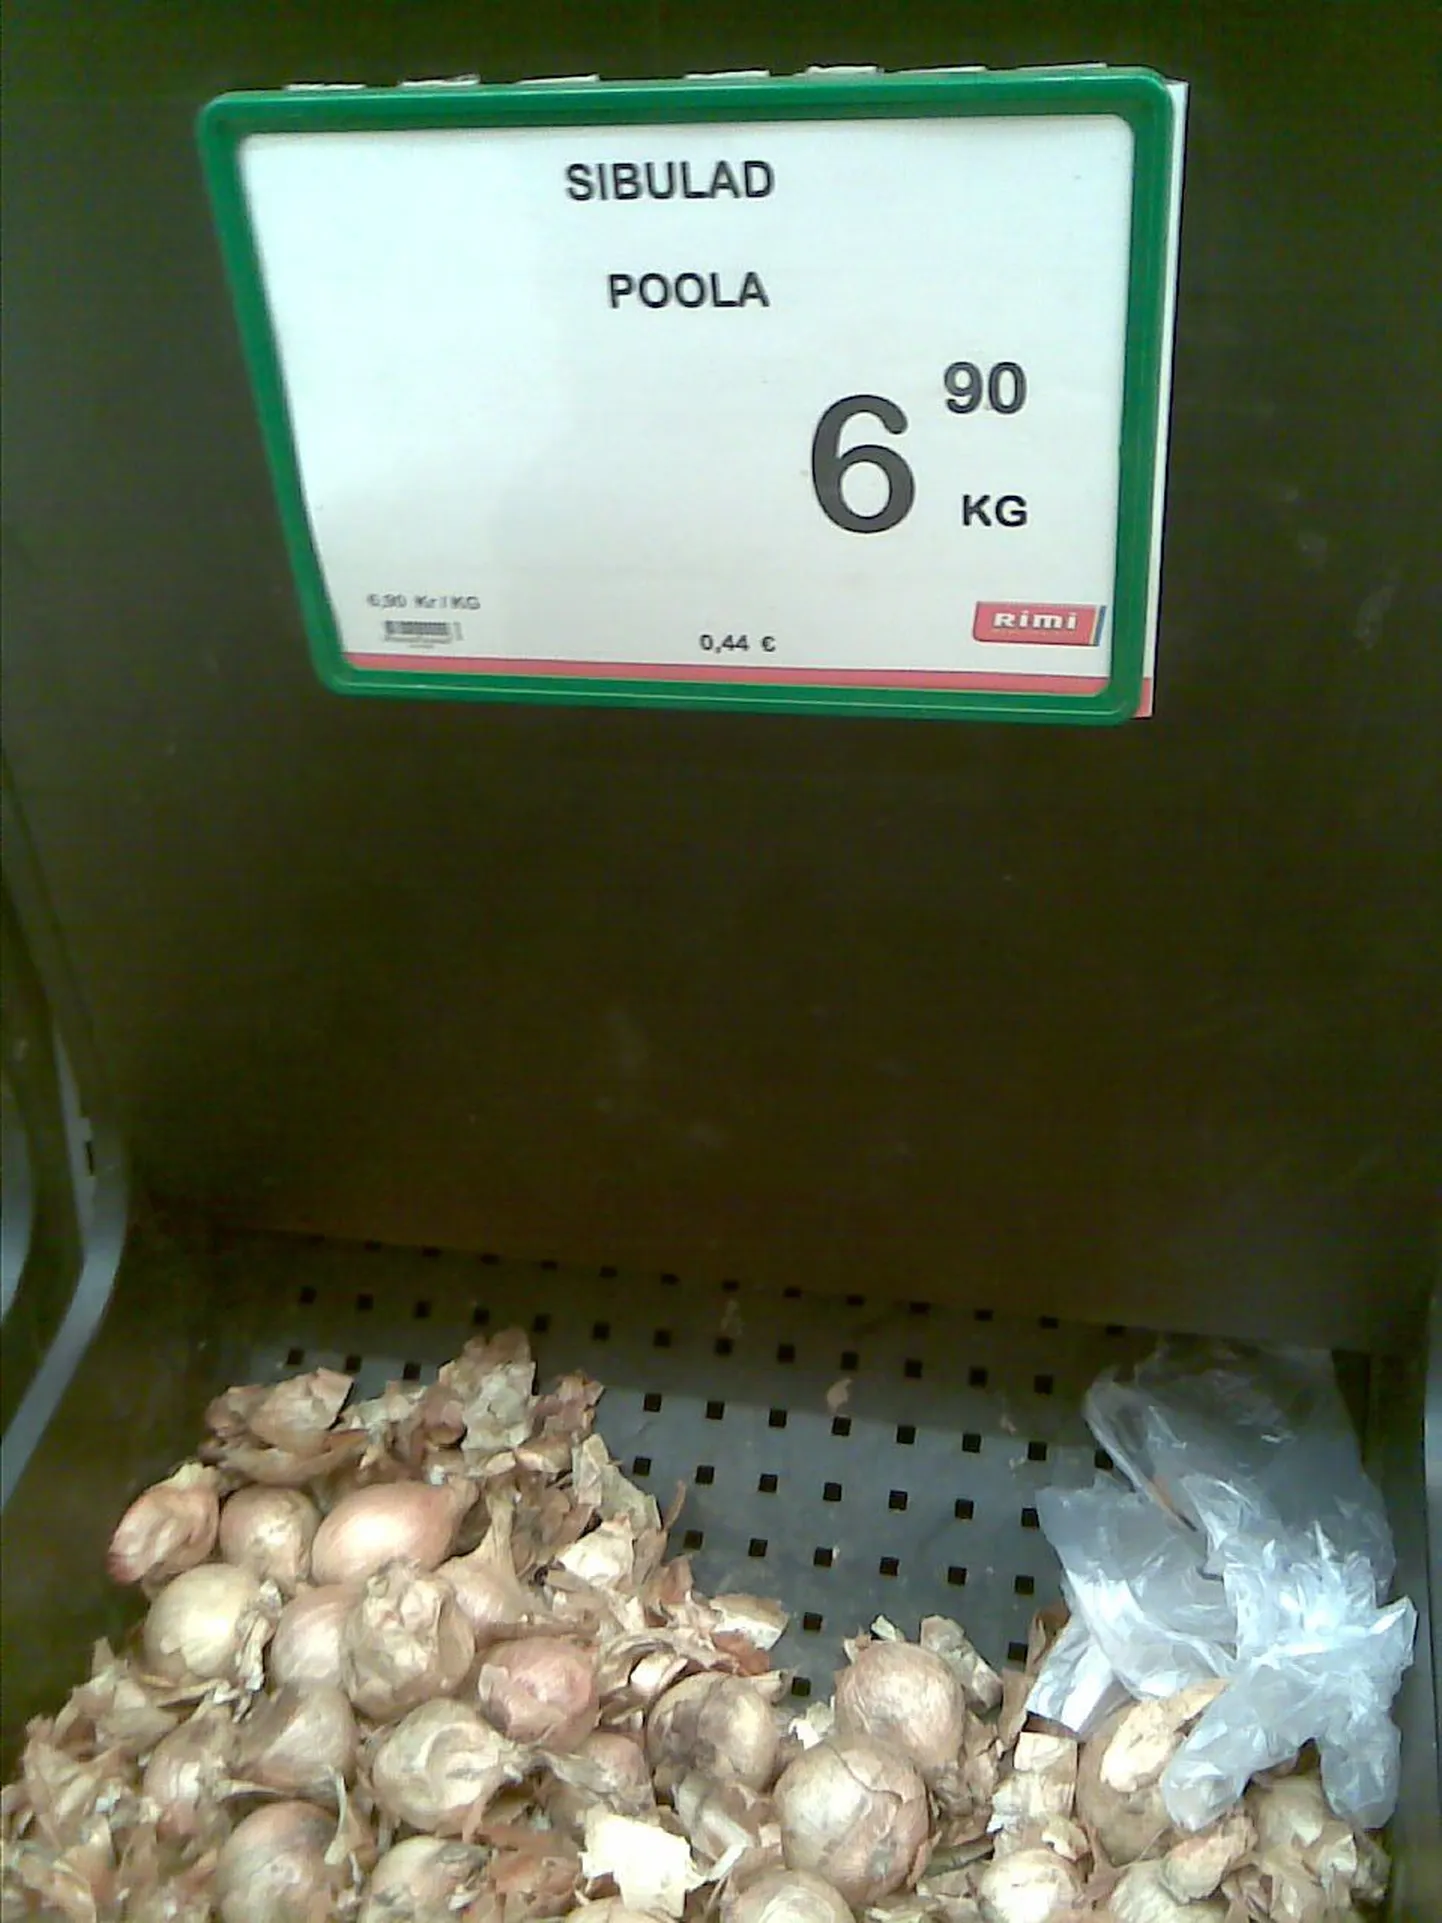 SIBULAD
POOLA
6 90
KG
6,90 Kr / KG
0,44 €
Rimi